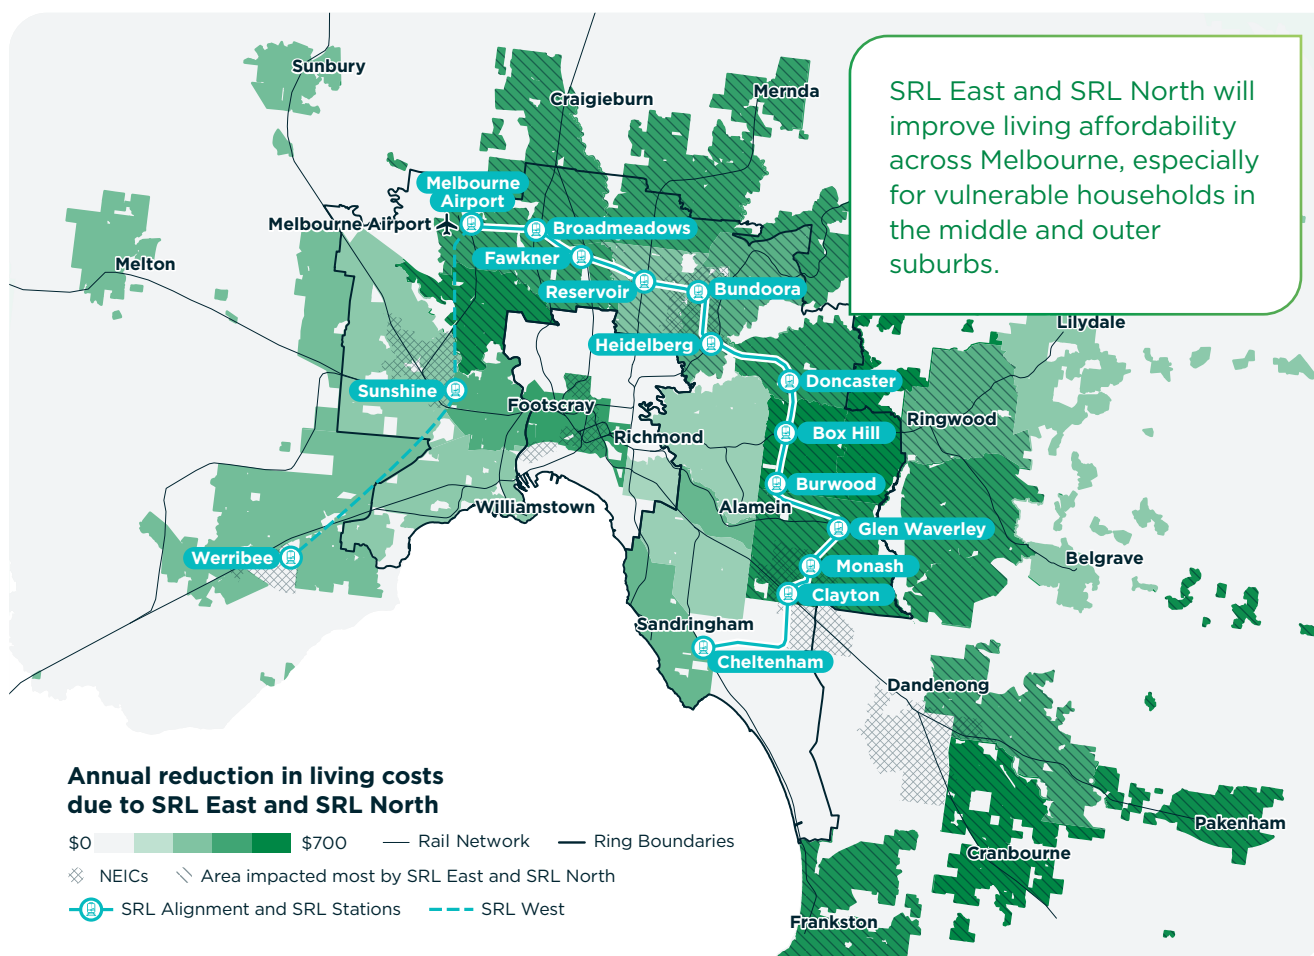 Sunbury
Craigieburn
Mernda
SRL East and SRL North will
improve living affordability
across Melbourne, especially
for vulnerable households in
the middle and outer
suburbs.
Melbourne
Airport
Melbourne Airport
Broadmeadows
Fawkner
Melton
Reservoir
Bundoora
Lilydale
Heidelberg
Doncaster
Sunshine
Footscray
Ringwood
Richmond
Box Hill
Burwood
Williamstown
Alamein
Glen Waverley
Werribee
Monash
Belgrave
Clayton
Sandringham
Cheltenham
Dandenong
Pakenham
Cranbourne
Frankston
Annual reduction in living costs
due to SRL East and SRL North
$0 $700 Rail Network Ring Boundaries
NEICs Area impacted most by SRL East and SRL North
SRL Alignment and SRL Stations SRL West